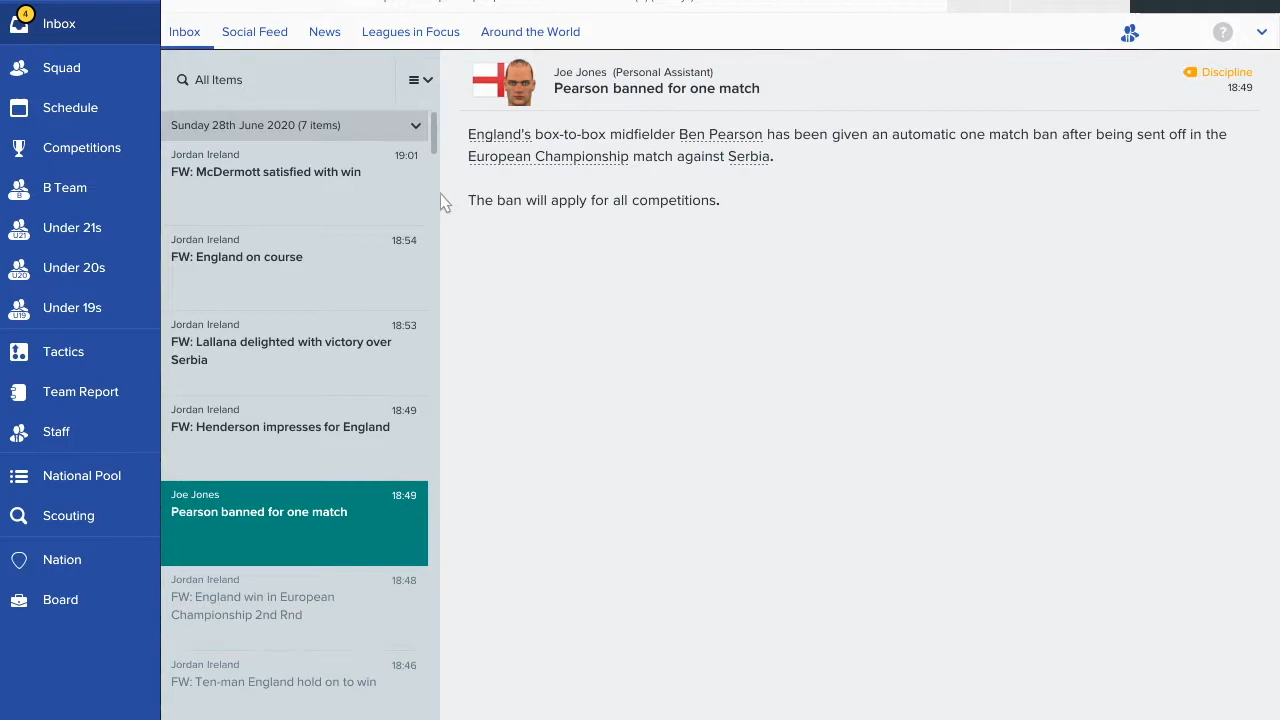 4
Inbox
Squad
Schedule
Competitions
B
B Team
U21
Under 21s
U20
Under 20s
U19
Under 19s
Tactics
Team Report
Staff
National Pool
Scouting
Nation
Board
Inbox
Social Feed
News
Leagues in Focus
Around the World
?
All Items
Sunday 28th June 2020 (7 items)
Jordan Ireland 19:01
FW: McDermott satisfied with win
Jordan Ireland 18:54
FW: England on course
Jordan Ireland 18:53
FW: Lallana delighted with victory over
Serbia
Jordan Ireland 18:49
FW: Henderson impresses for England
Joe Jones 18:49
Pearson banned for one match
Jordan Ireland 18:48
FW: England win in European
Championship 2nd Rnd
Jordan Ireland 18:46
FW: Ten-man England hold on to win
Joe Jones (Personal Assistant)
Pearson banned for one match
Discipline
18:49
England's box-to-box midfielder Ben Pearson has been given an automatic one match ban after being sent off in the
European Championship match against Serbia.
The ban will apply for all competitions.